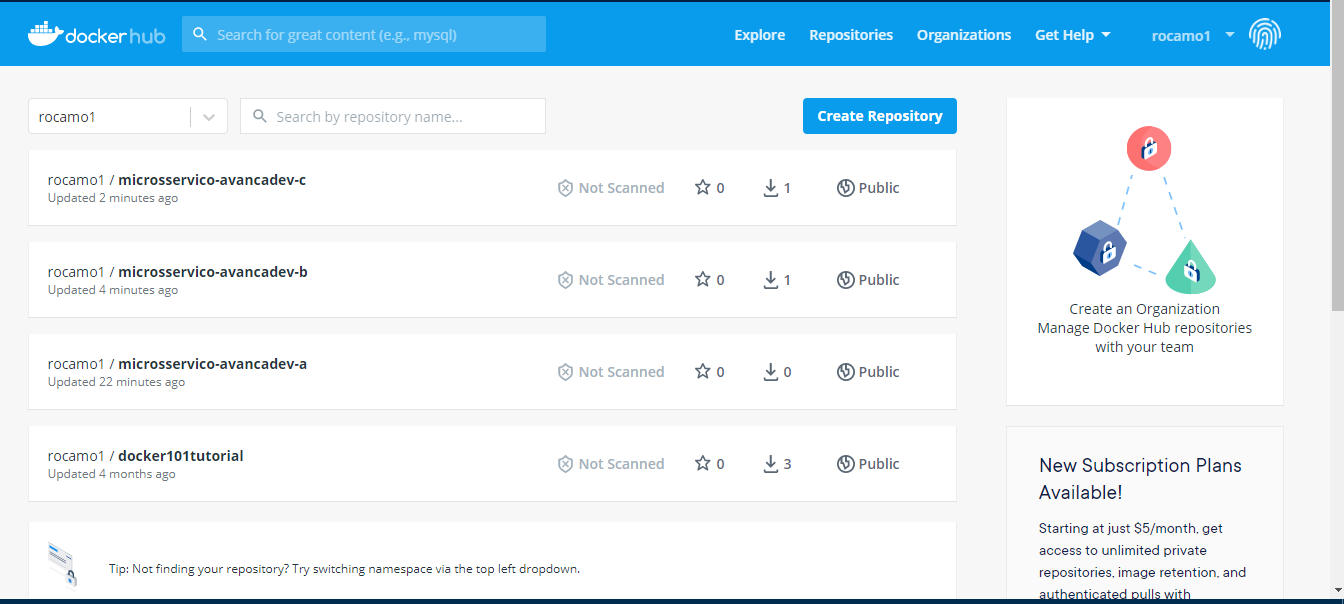 docker hub
Search for great content (e.g., mysql)
Explore
Repositories
Organizations
Get Help
rocamo1
rocamo1
Search by repository name...
Create Repository
rocamo1 / microsservico-avancadev-c
Updated 2 minutes ago
Not Scanned
0
1
Public
rocamo1 / microsservico-avancadev-b
Updated 4 minutes ago
Not Scanned
0
1
Public
rocamo1 / microsservico-avancadev-a
Updated 22 minutes ago
Not Scanned
0
0
Public
rocamo1 / docker101tutorial
Updated 4 months ago
Not Scanned
0
3
Public
Tip: Not finding your repository? Try switching namespace via the top left dropdown.
Create an Organization
Manage Docker Hub repositories
with your team
New Subscription Plans
Available!
Starting at just $5/month, get
access to unlimited private
repositories, image retention, and
authenticated pulls with